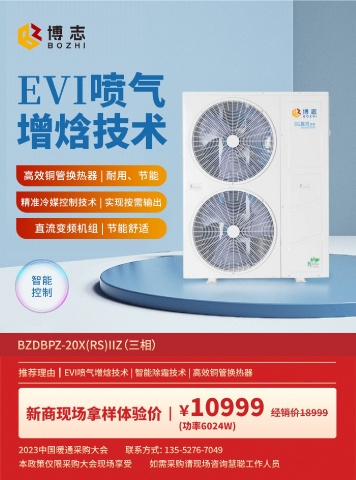 博志
BOZHI
EVI喷气
增焓技术
高效铜管换热器 | 耐用、节能
精准冷媒控制技术 | 实现按需输出
直流变频机组 | 节能舒适
智能
控制
博志
BOZHI
BZDBPZ-20X(RS)IIZ（三相）
推荐理由 | EVI喷气增焓技术 | 智能除霜技术 | 高效铜管换热器
新商现场拿样体验价 | ¥10999 经销价18999
(功率6024W)
2023中国暖通采购大会 联系方式: 135-5276-7049
本政策仅限采购大会现场享受 如需采购请现场咨询慧聪工作人员